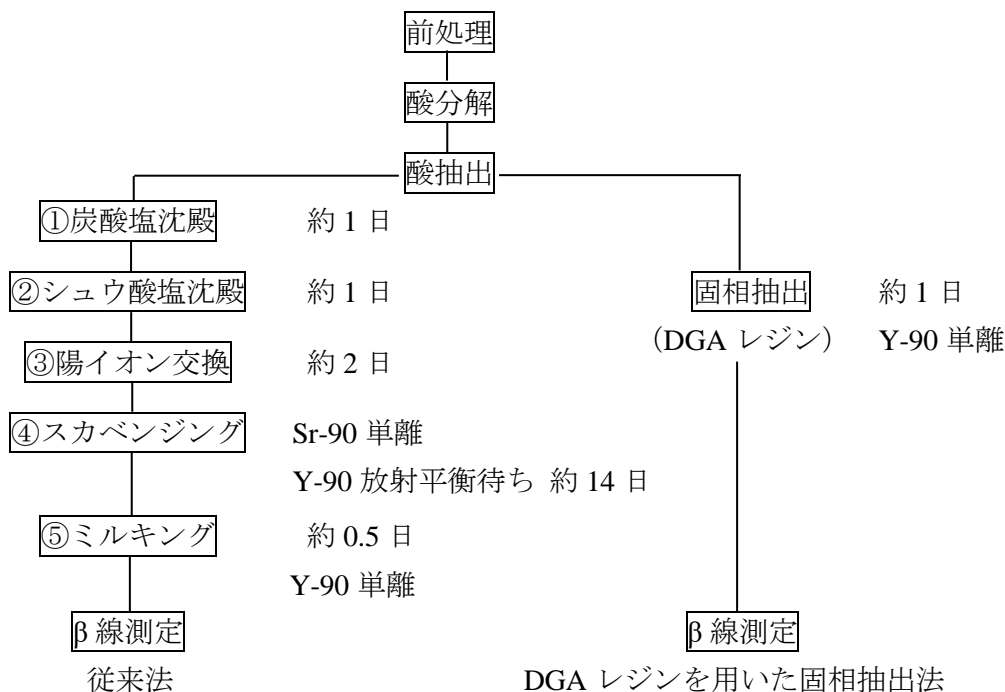 前処理
酸分解
酸抽出
①炭酸塩沈殿 約 1 日
②シュウ酸塩沈殿 約 1 日
固相抽出 約 1 日
（DGA レジン） Y-90 単離
③陽イオン交換 約 2 日
④スカベンジング Sr-90 単離
Y-90 放射平衡待ち 約 14 日
⑤ミルキング 約 0.5 日
Y-90 単離
β 線測定 β 線測定
従来法 DGA レジンを用いた固相抽出法